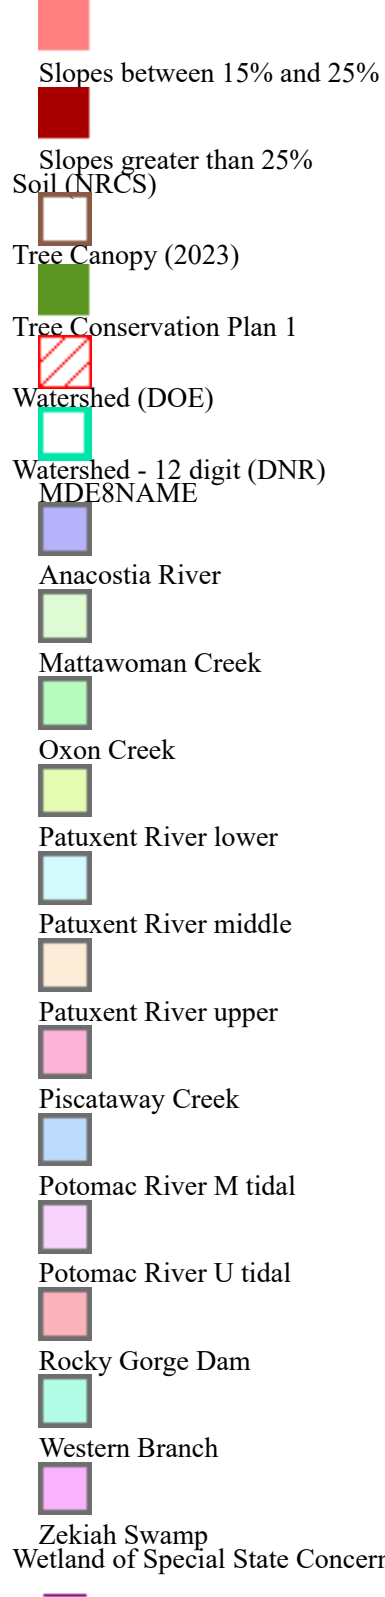 Slopes between 15% and 25%
Slopes greater than 25%
Soil (NRCS)
Tree Canopy (2023)
Tree Conservation Plan 1
Watershed (DOE)
Watershed - 12 digit (DNR)
MDE8NAME
Anacostia River
Mattawoman Creek
Oxon Creek
Patuxent River lower
Patuxent River middle
Patuxent River upper
Piscataway Creek
Potomac River M tidal
Potomac River U tidal
Rocky Gorge Dam
Western Branch
Zekiah Swamp
Wetland of Special State Concern